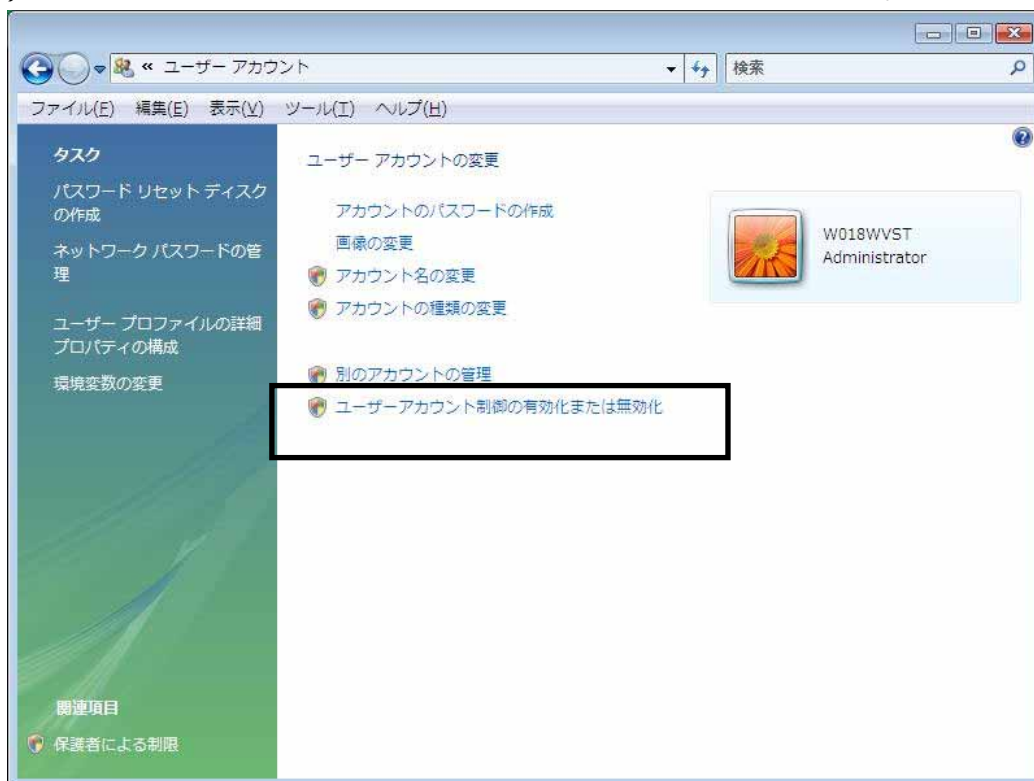 « ユーザー アカウント
検索
ファイル(F) 編集(E) 表示(V) ツール(T) ヘルプ(H)
タスク
パスワード リセット ディスク
の作成
ネットワーク パスワードの管
理
ユーザー プロファイルの詳細
プロパティの構成
環境変数の変更
関連項目
保護者による制限
ユーザー アカウントの変更
アカウントのパスワードの作成
画像の変更
アカウント名の変更
アカウントの種類の変更
別のアカウントの管理
ユーザーアカウント制御の有効化または無効化
W018WVST
Administrator